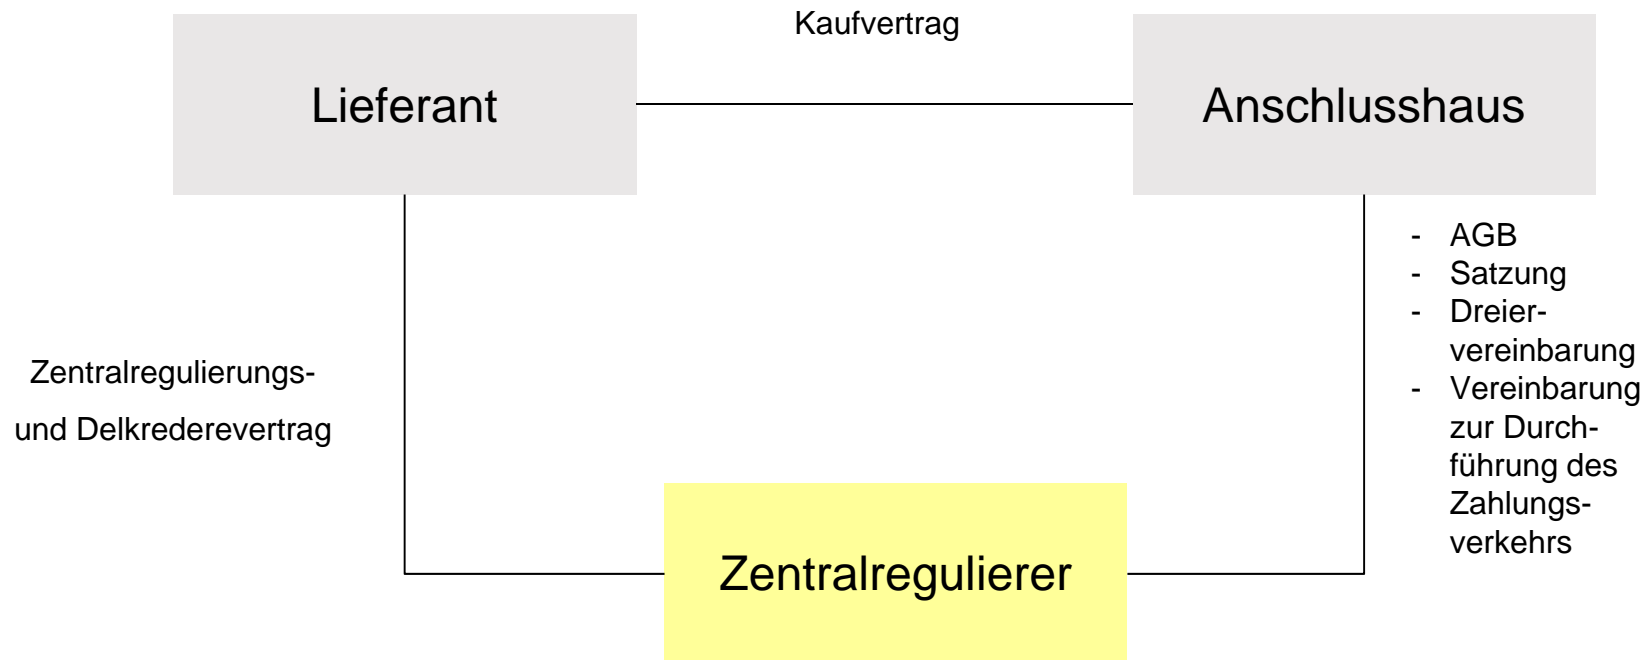 Kaufvertrag
Lieferant
Anschlusshaus
- AGB
- Satzung
- Dreier-
vereinbarung
- Vereinbarung
zur Durch-
führung des
Zahlungs-
verkehrs
Zentralregulierungs-
und Delkrederevertrag
Zentralregulierer